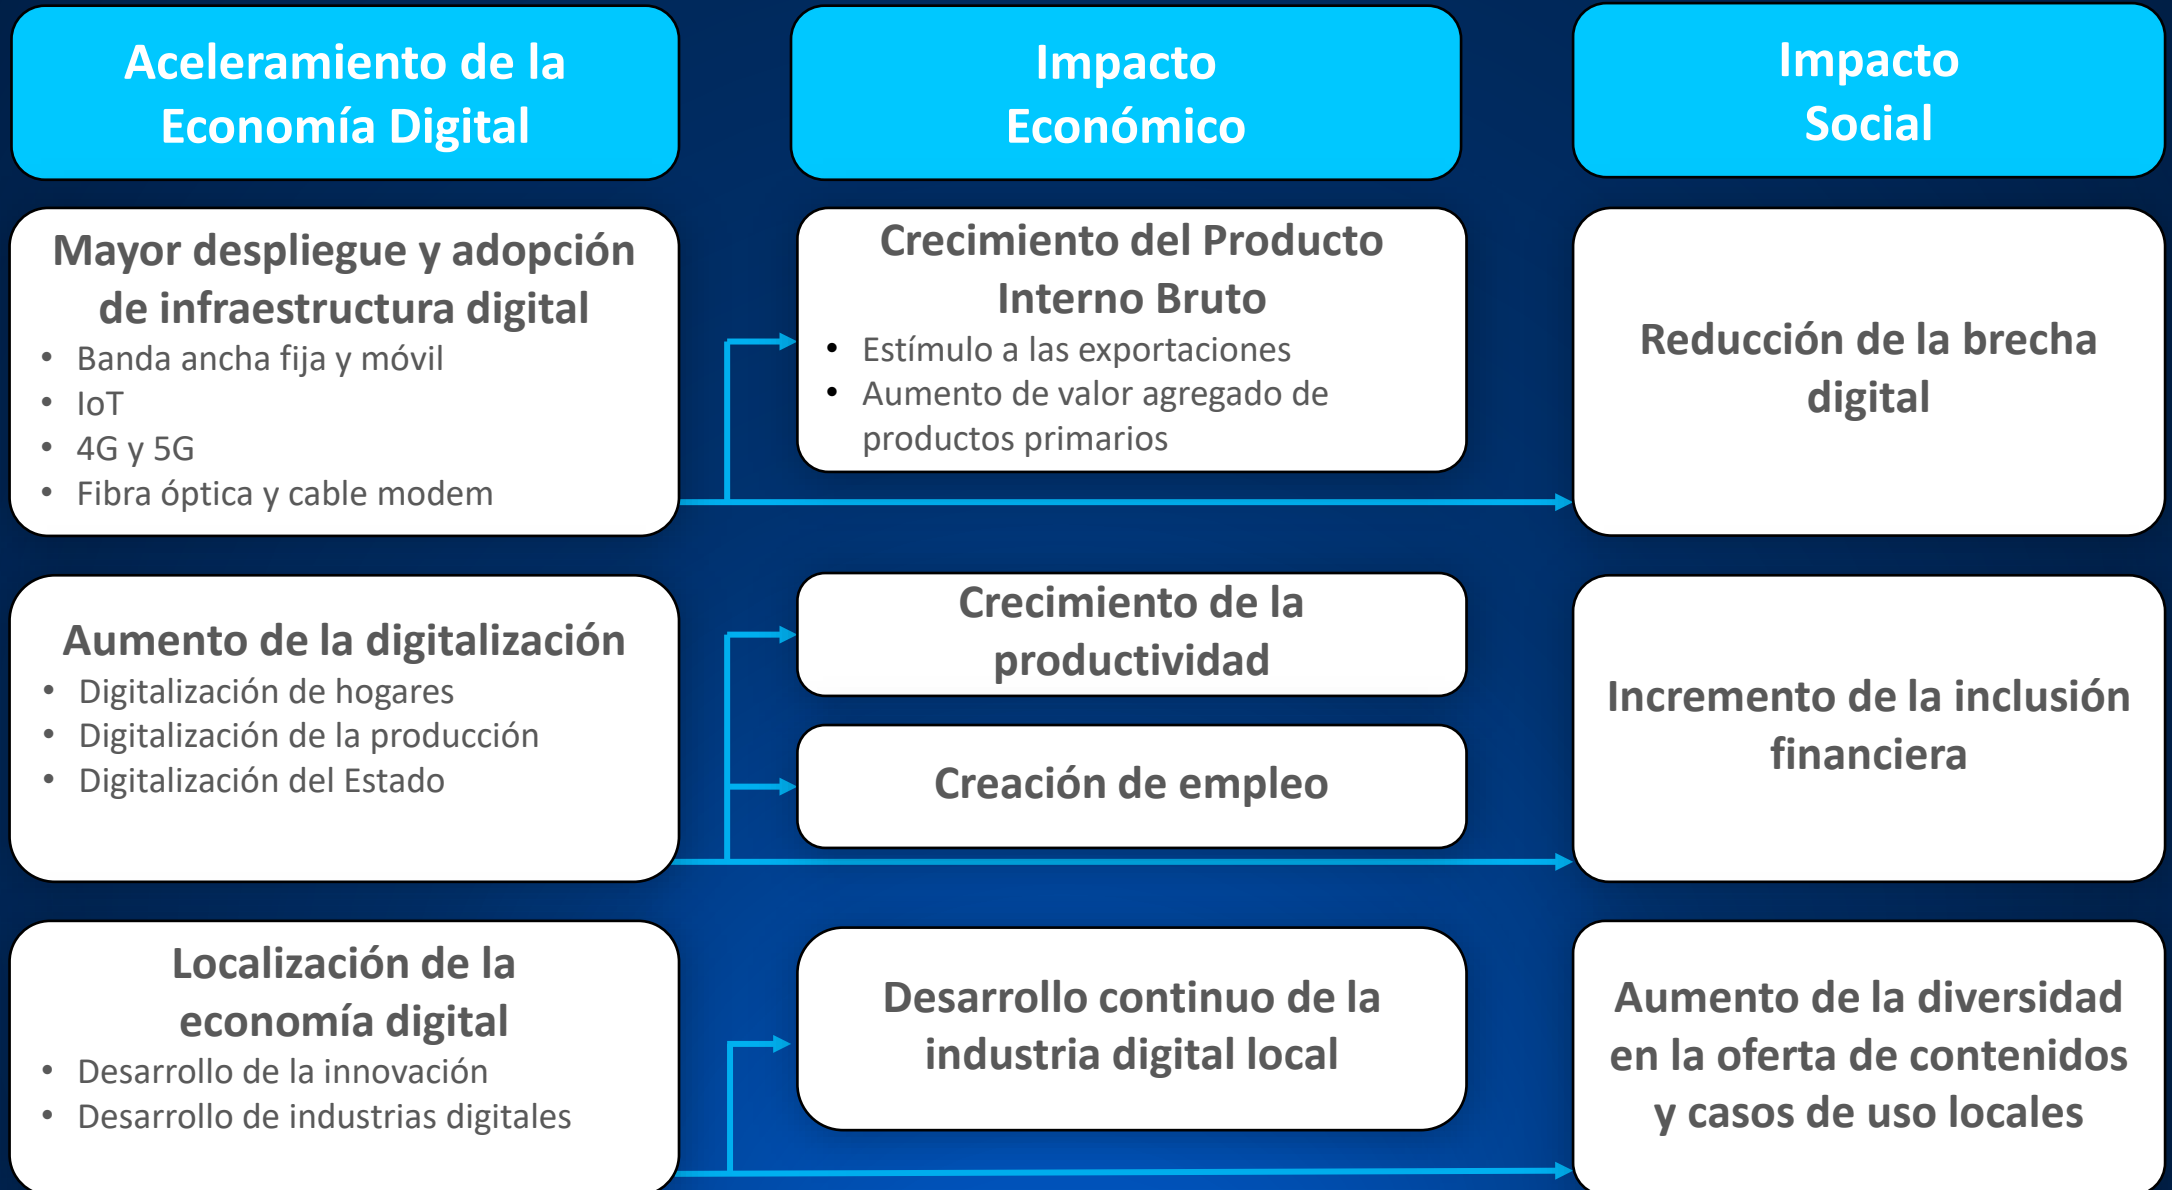 Aceleramiento de la
Economía Digital
Impacto
Económico
Impacto
Social
Mayor despliegue y adopción
de infraestructura digital
• Banda ancha fija y móvil
• IoT
• 4G y 5G
• Fibra óptica y cable modem
Crecimiento del Producto
Interno Bruto
• Estímulo a las exportaciones
• Aumento de valor agregado de
productos primarios
Reducción de la brecha
digital
Aumento de la digitalización
• Digitalización de hogares
• Digitalización de la producción
• Digitalización del Estado
Crecimiento de la
productividad
Creación de empleo
Incremento de la inclusión
financiera
Localización de la
economía digital
• Desarrollo de la innovación
• Desarrollo de industrias digitales
Desarrollo continuo de la
industria digital local
Aumento de la diversidad
en la oferta de contenidos
y casos de uso locales